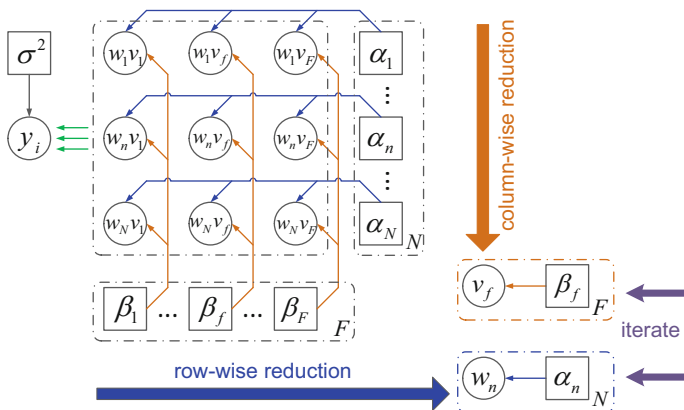 σ²
y_i
w₁v₁ w₁v_f w₁v_F α₁
...
w_nv₁ w_nv_f w_nv_F α_n
...
w_Nv₁ w_Nv_f w_Nv_F α_N
N
β₁ ... β_f ... β_F
F
column-wise reduction
row-wise reduction
v_f β_f
F
iterate
w_n α_n
N